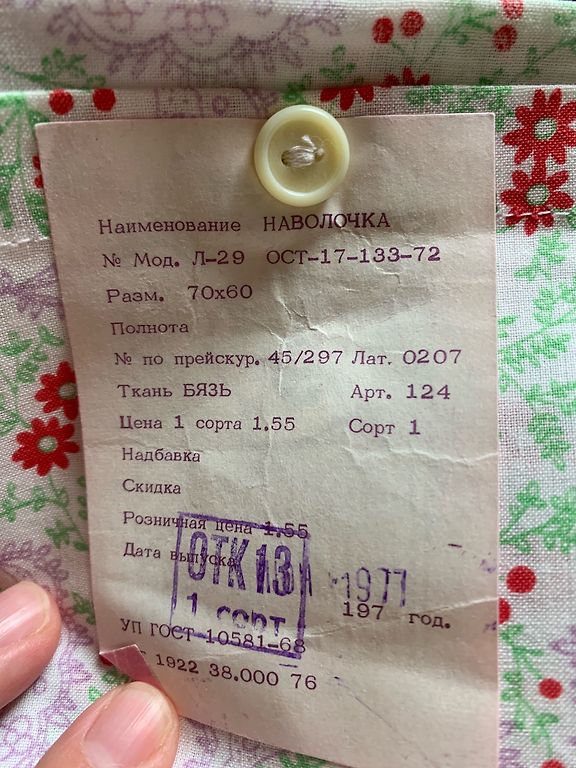 Наименование НАВОЛОЧКА
№ Мод. Л-29 ОСТ-17-133-72
Разм. 70х60
Полнота
№ по прейскур. 45/297 Лат. 0207
Ткань БЯЗЬ Арт. 124
Цена 1 сорта 1.55 Сорт 1
Надбавка
Скидка
Розничная цена 1.55
Дата выпуска
ОТК 13
1 СОРТ
1977
197 год.
УП ГОСТ 10581-68
1922 38.000 76